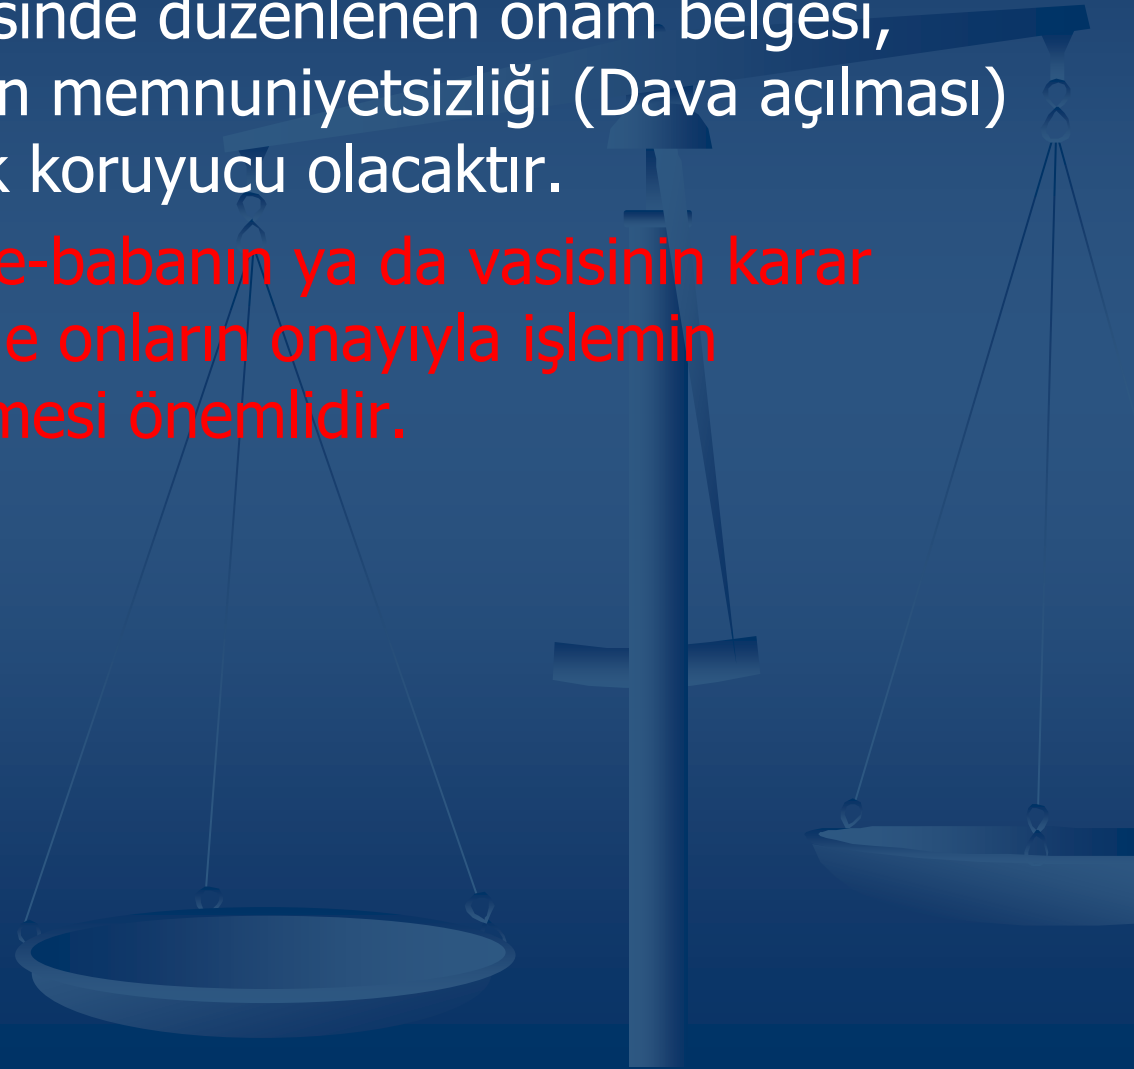 sinde düzenlenen onam belgesi,
n memnuniyetsizliği (Dava açılması)
k koruyucu olacaktır.
e-babanın ya da vasisinin karar
e onların onayıyla işlemin
mesi önemlidir.